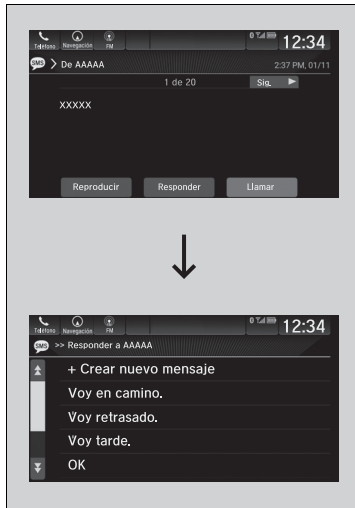 Teléfono Navegación FM 12:34
SMS De AAAAA 2:37 PM, 01/11
1 de 20 Sig.
XXXXX
Reproducir Responder Llamar
Teléfono Navegación FM 12:34
SMS >> Responder a AAAAA
+ Crear nuevo mensaje
Voy en camino.
Voy retrasado.
Voy tarde.
OK